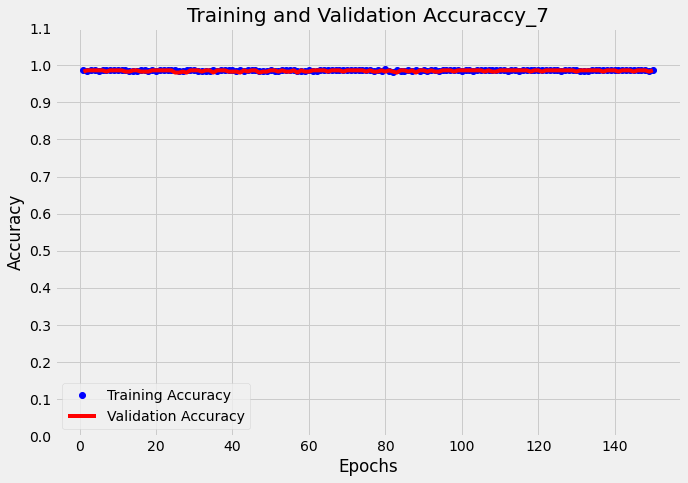 Training and Validation Accuraccy_7
1.1
1.0
0.9
0.8
0.7
0.6
0.5
0.4
0.3
0.2
0.1
0.0
Accuracy
Training Accuracy
Validation Accuracy
0 20 40 60 80 100 120 140
Epochs